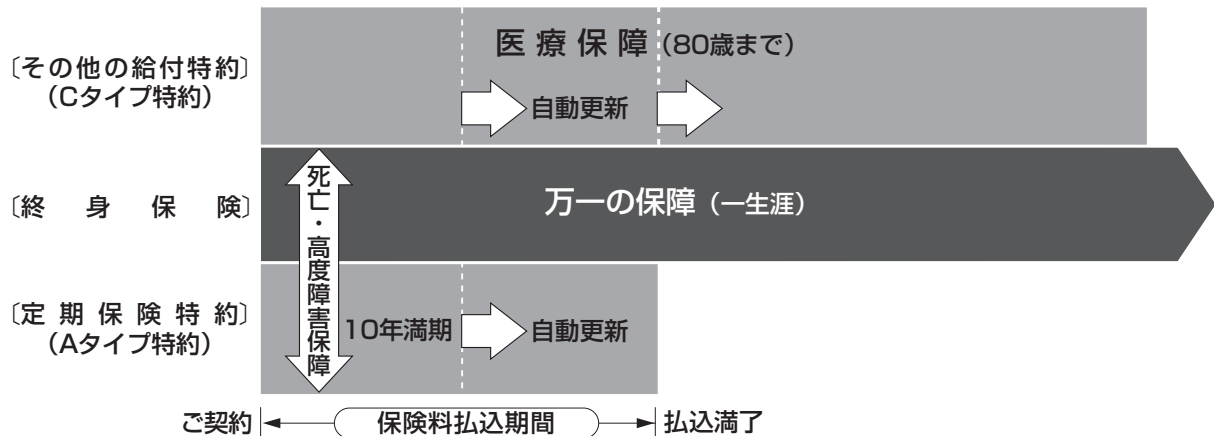 医療保障（80歳まで）
〔その他の給付特約〕
（Cタイプ特約）
自動更新
〔終身保険〕
万一の保障（一生涯）
死亡・高度障害保障
〔定期保険特約〕
（Aタイプ特約）
10年満期
自動更新
ご契約
保険料払込期間
払込満了